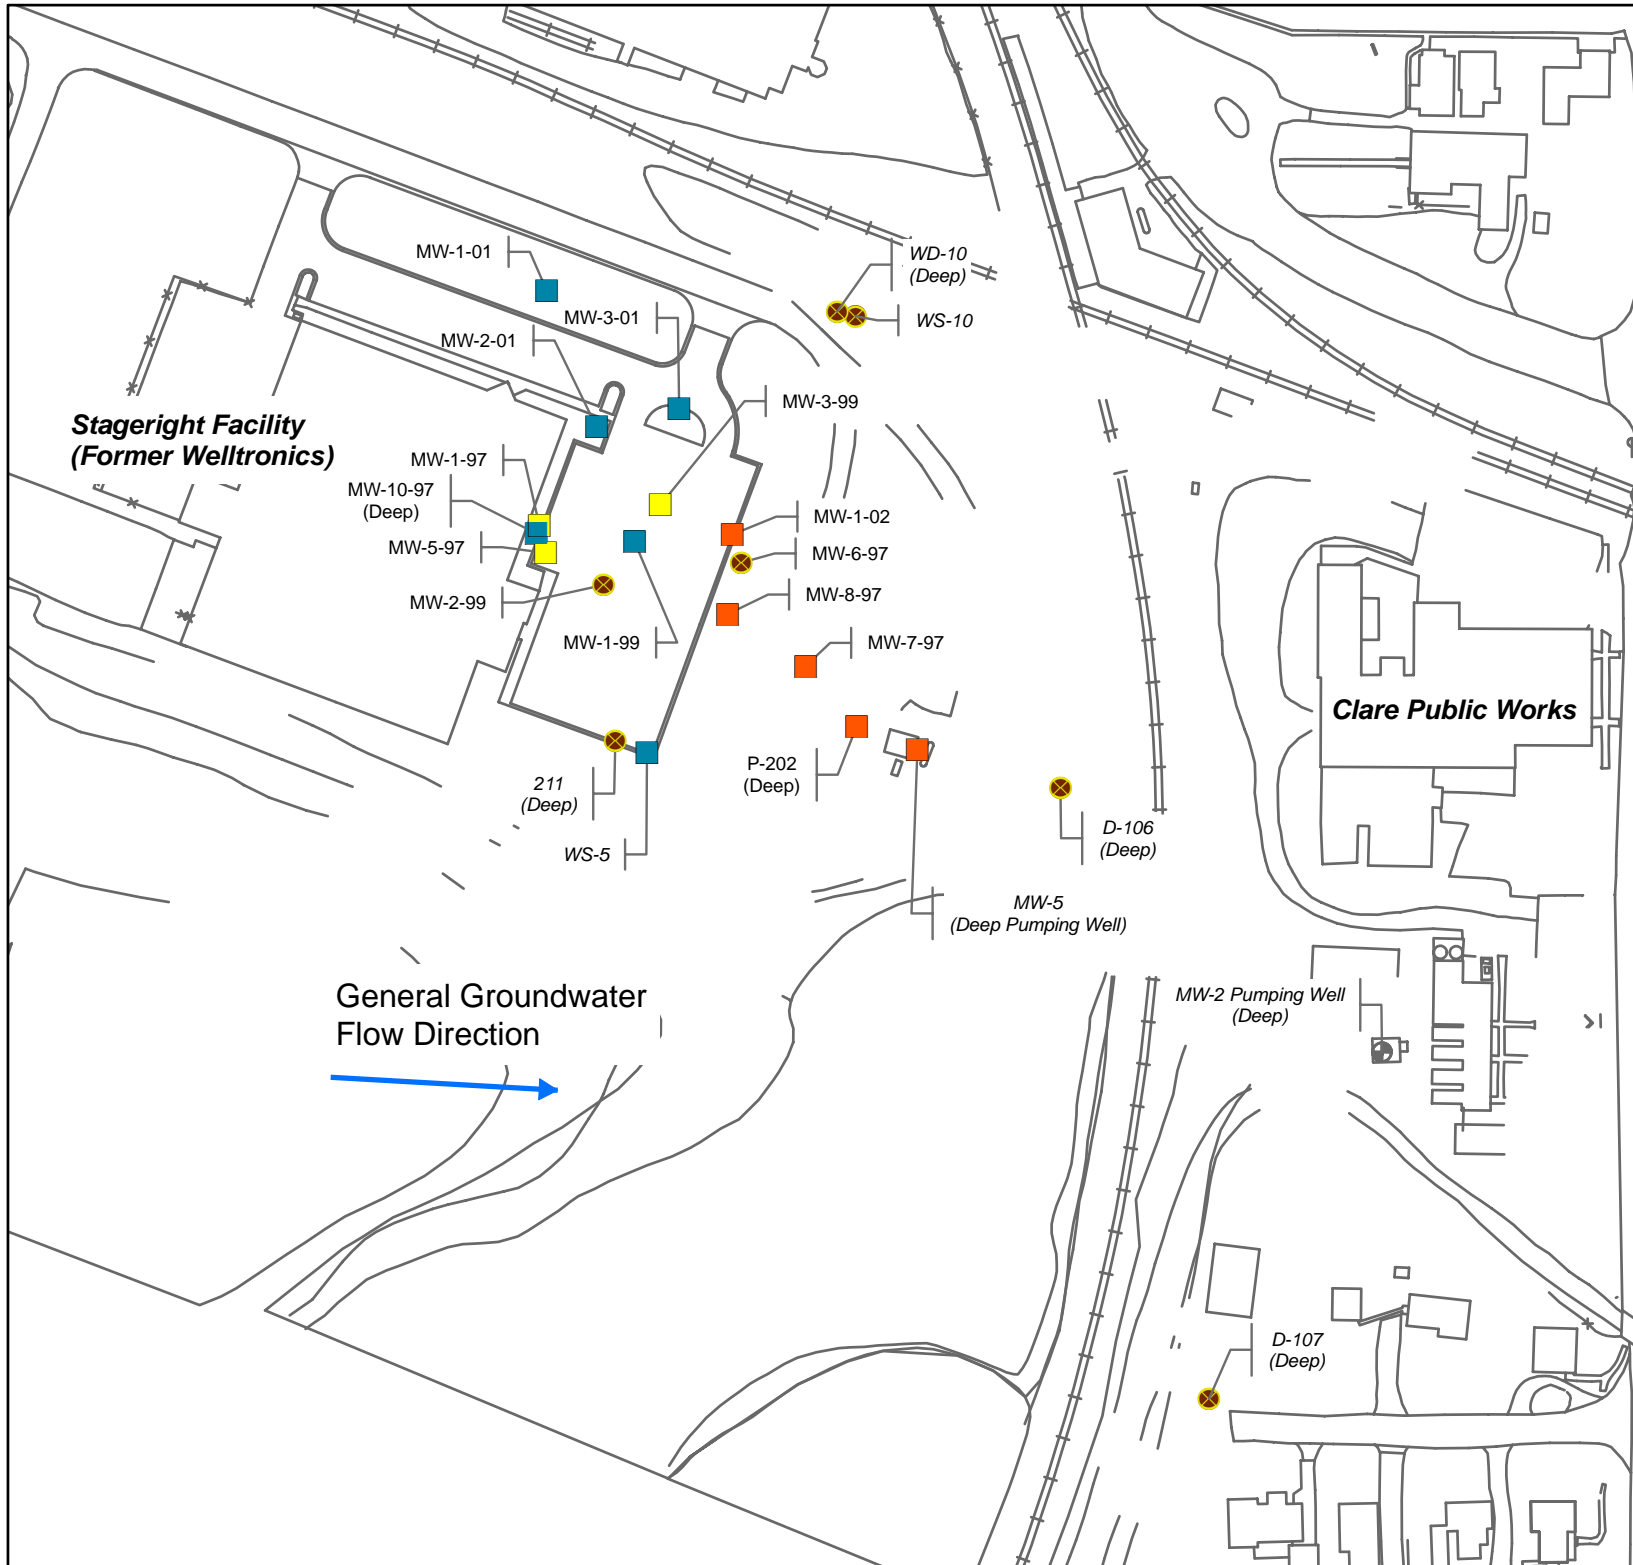 WD-10
(Deep)
MW-1-01
MW-3-01
WS-10
MW-2-01
MW-3-99
Stageright Facility
(Former Welltronics)
MW-1-97
MW-10-97
(Deep)
MW-1-02
MW-5-97
MW-6-97
MW-2-99
MW-8-97
MW-1-99
MW-7-97
Clare Public Works
P-202
(Deep)
211
(Deep)
D-106
(Deep)
WS-5
MW-5
(Deep Pumping Well)
General Groundwater
Flow Direction
MW-2 Pumping Well
(Deep)
D-107
(Deep)